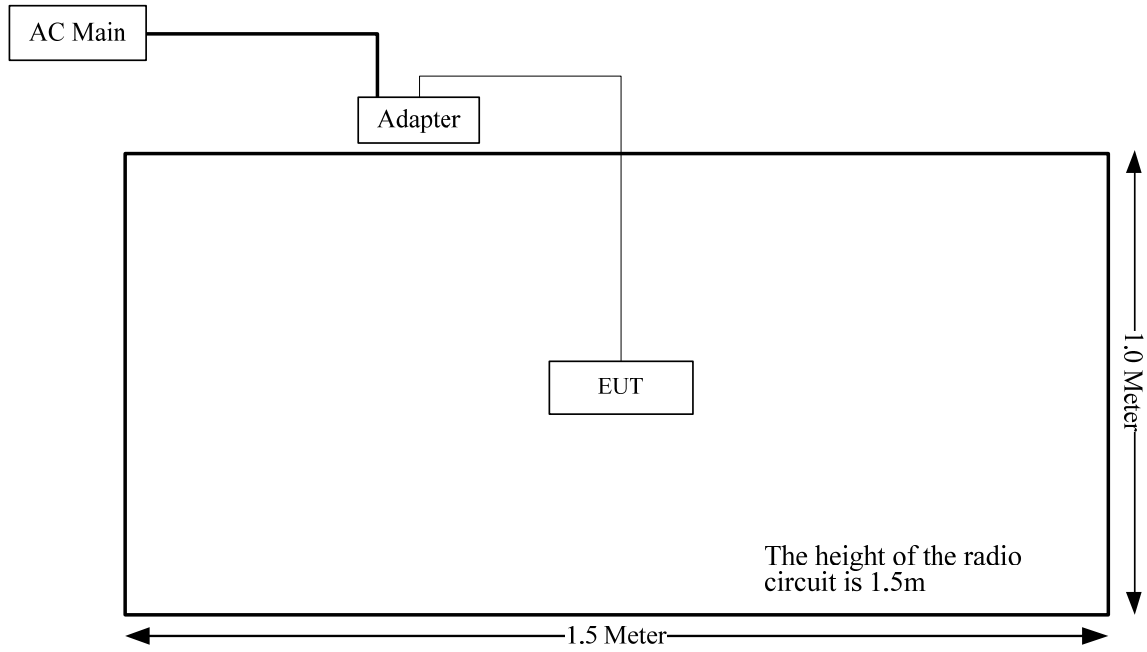 AC Main
Adapter
EUT
1.0 Meter
The height of the radio
circuit is 1.5m
1.5 Meter